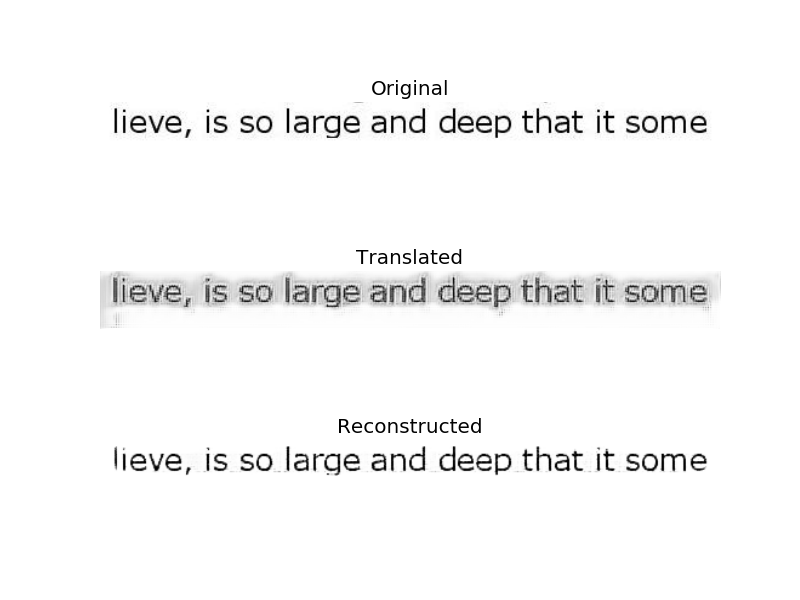 Original
lieve, is so large and deep that it some
Translated
lieve, is so large and deep that it some
Reconstructed
lieve, is so large and deep that it some